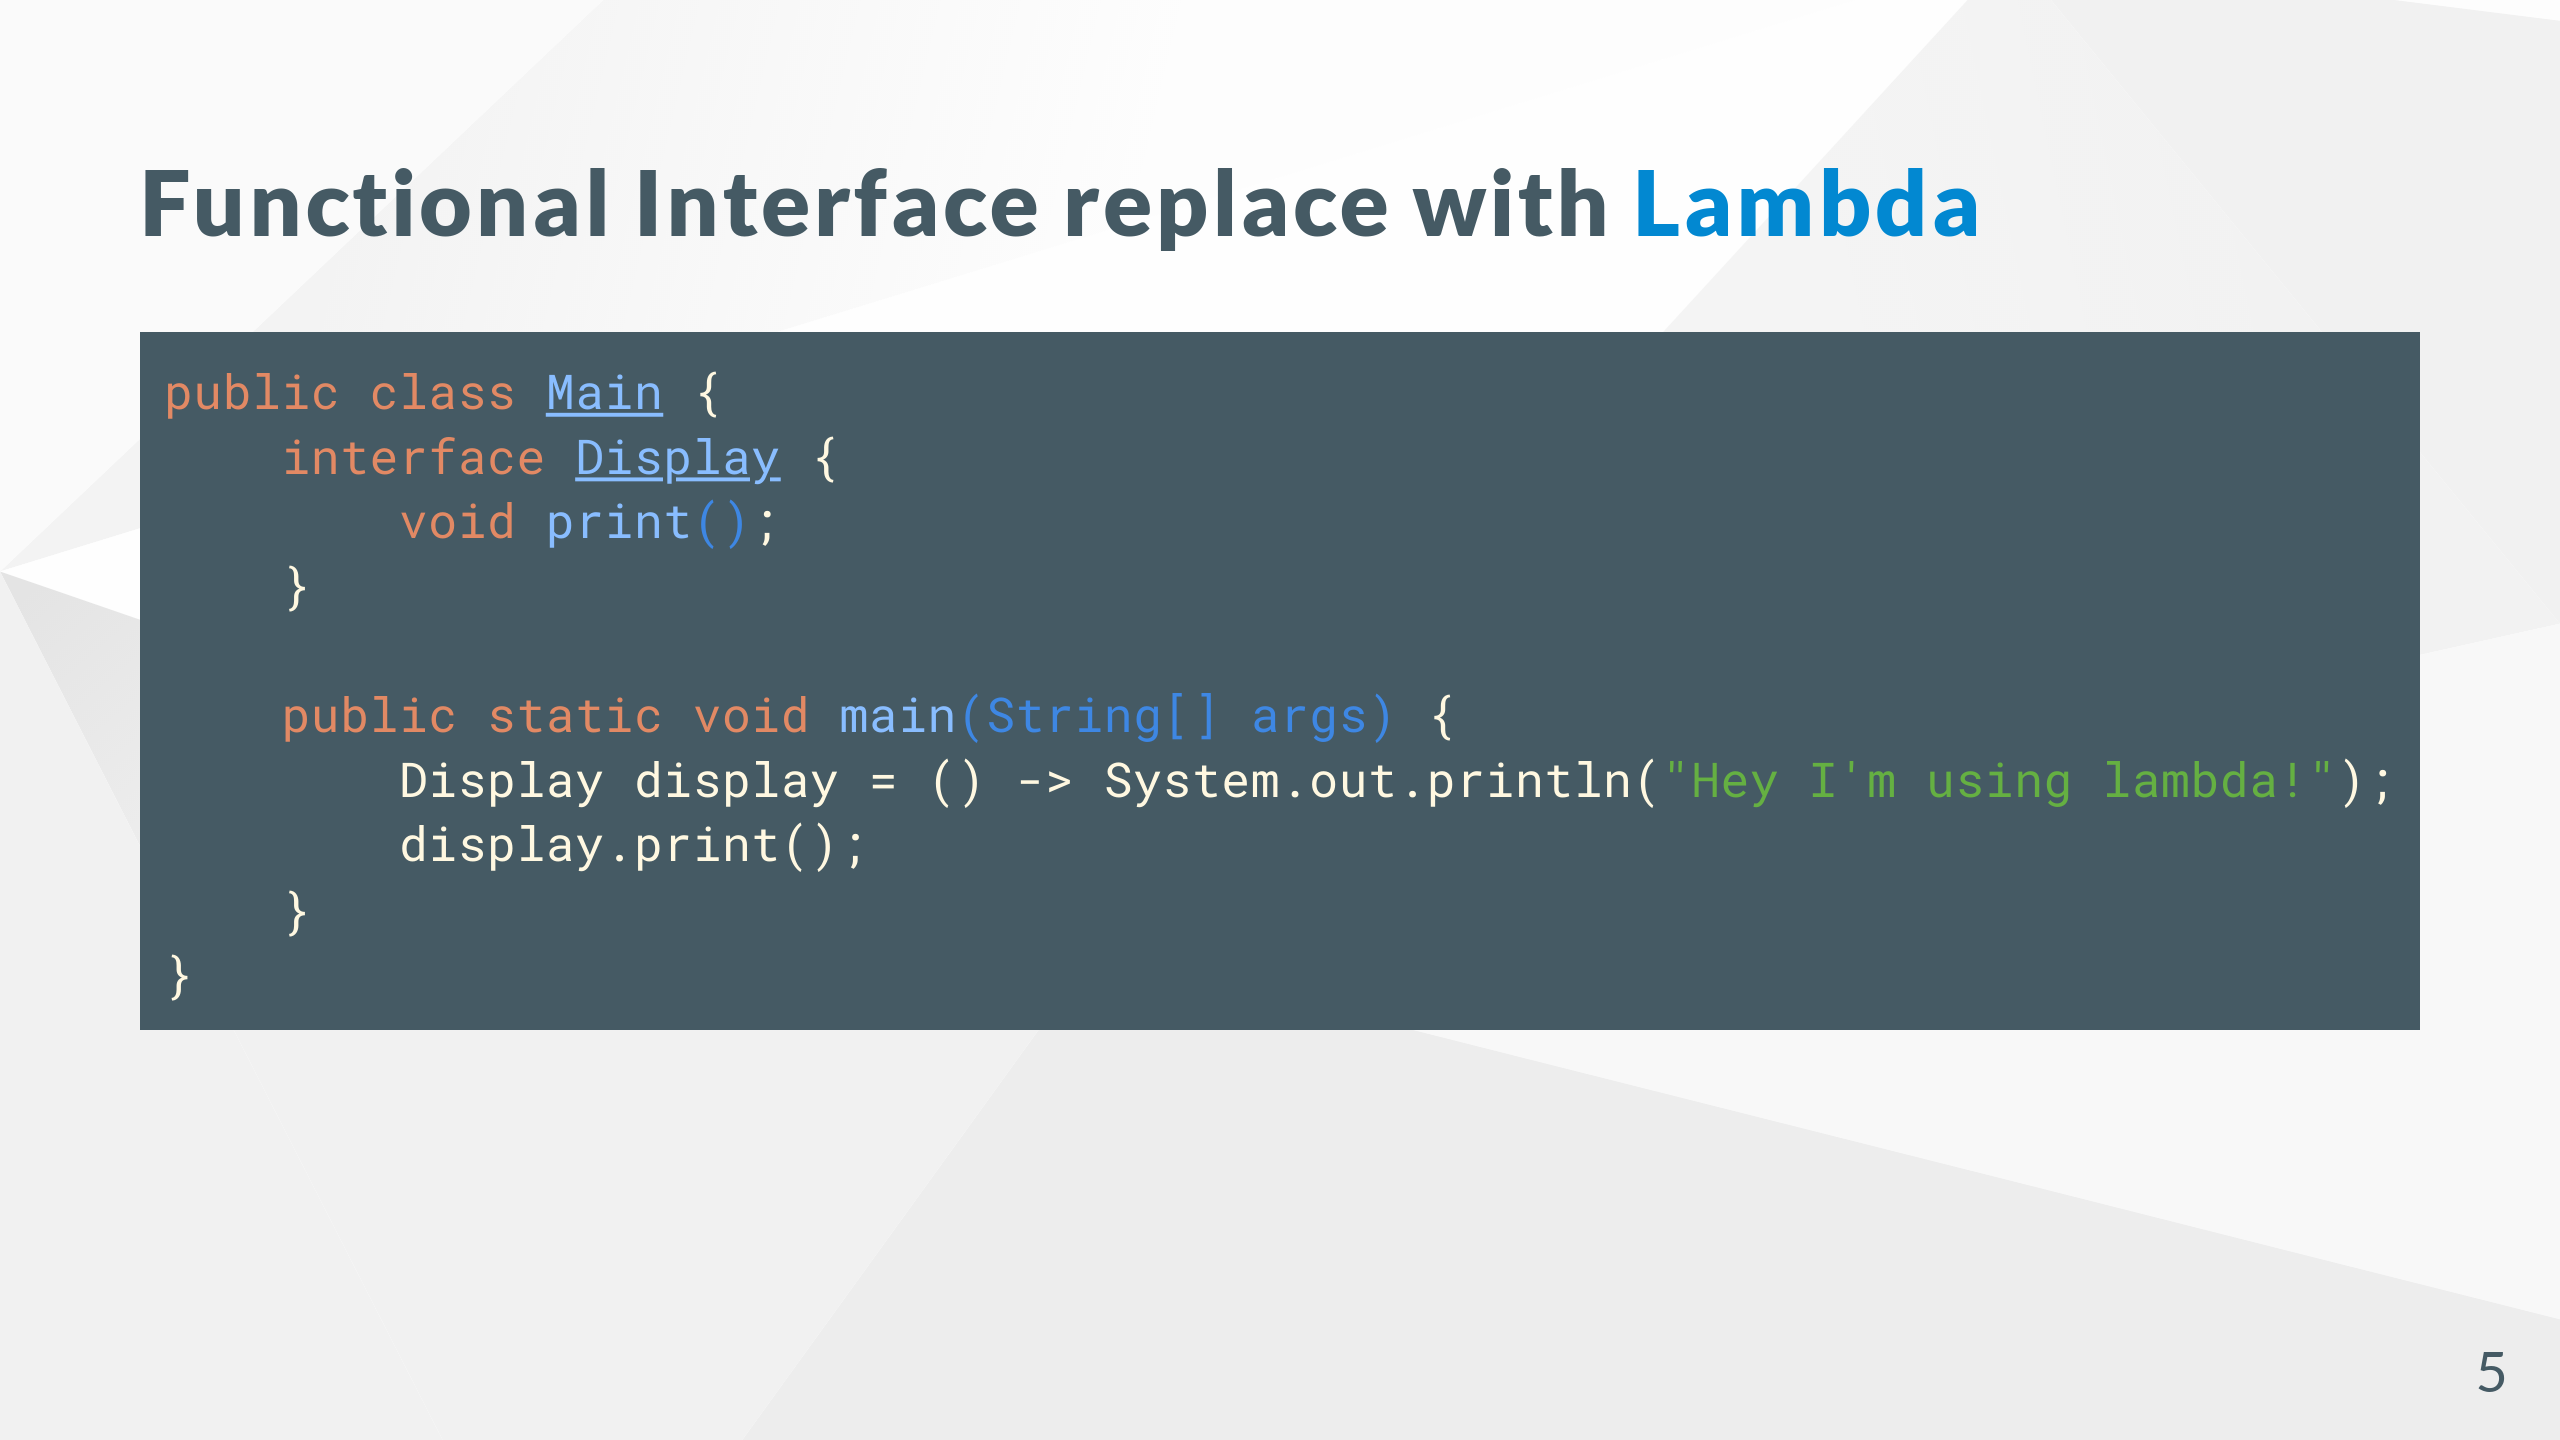 Functional Interface replace with Lambda
public class Main {
    interface Display {
        void print();
    }

    public static void main(String[] args) {
        Display display = () -> System.out.println("Hey I'm using lambda!");
        display.print();
    }
}
5